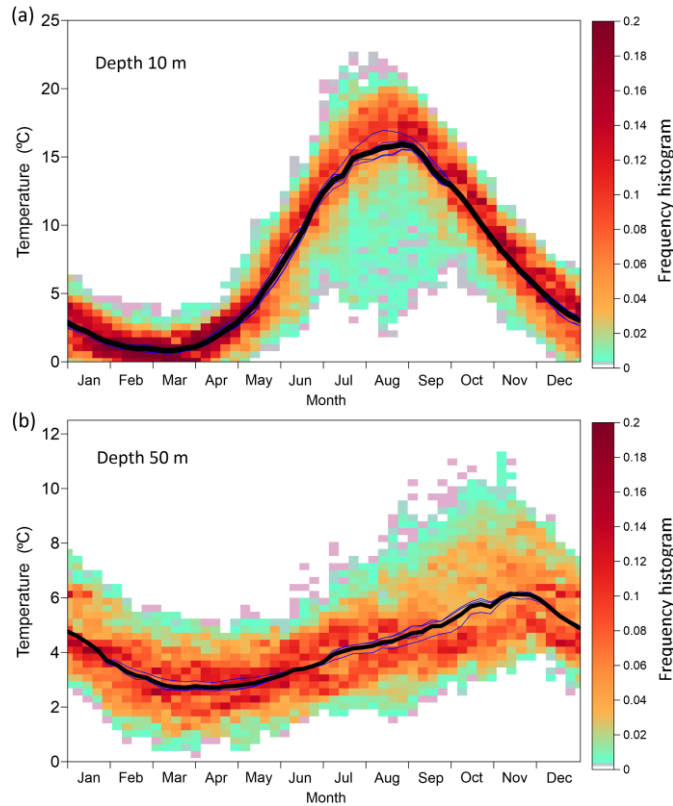 (a)
Depth 10 m
Temperature (ºC)
25
20
15
10
5
0
Jan Feb Mar Apr May Jun Jul Aug Sep Oct Nov Dec
Month
0.2
0.18
0.16
0.14
0.12
0.1
0.08
0.06
0.04
0.02
0
Frequency histogram
(b)
Depth 50 m
Temperature (ºC)
12
10
8
6
4
2
0
Jan Feb Mar Apr May Jun Jul Aug Sep Oct Nov Dec
Month
0.2
0.18
0.16
0.14
0.12
0.1
0.08
0.06
0.04
0.02
0
Frequency histogram